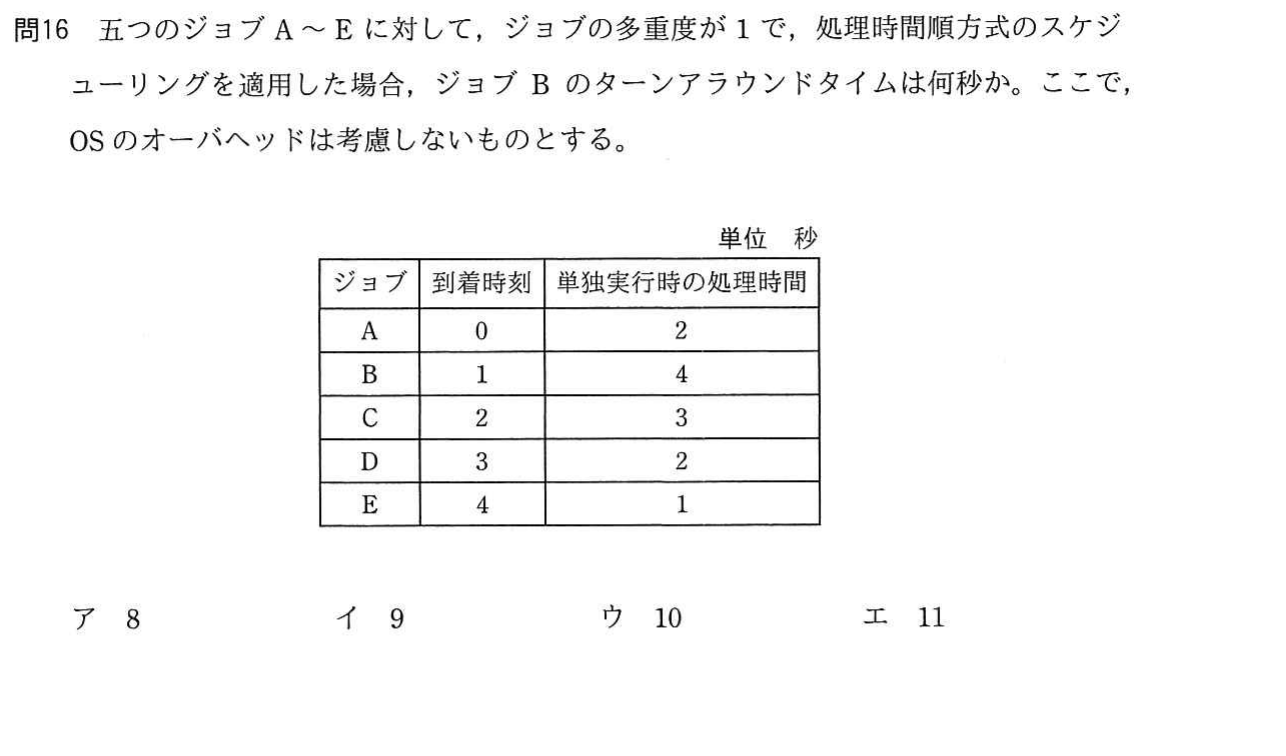 問16 五つのジョブ A ～ E に対して，ジョブの多重度が 1 で，処理時間順方式のスケジ
ューリングを適用した場合，ジョブ B のターンアラウンドタイムは何秒か。ここで，
OS のオーバヘッドは考慮しないものとする。
単位 秒
ジョブ 到着時刻 単独実行時の処理時間
A 0 2
B 1 4
C 2 3
D 3 2
E 4 1
ア 8 イ 9 ウ 10 エ 11